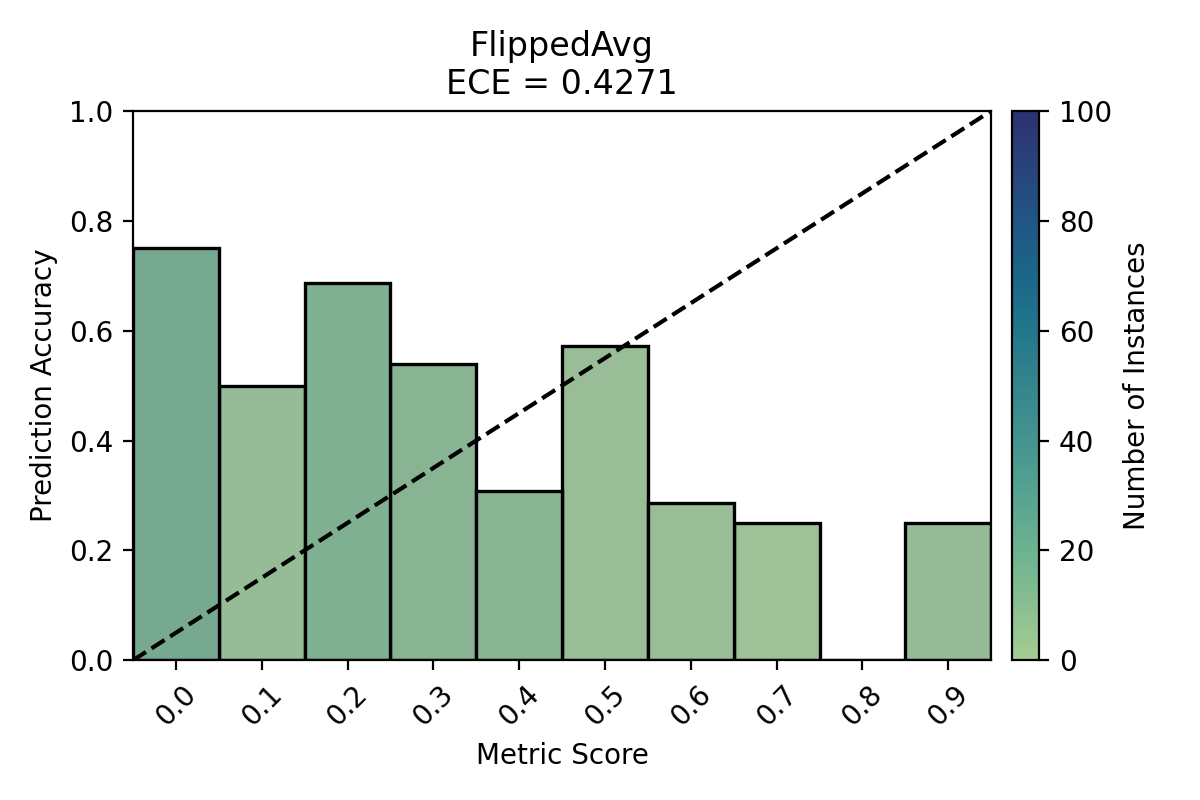 FlippedAvg
ECE = 0.4271
1.0
0.8
0.6
0.4
0.2
0.0
Prediction Accuracy
0.0 0.1 0.2 0.3 0.4 0.5 0.6 0.7 0.8 0.9
Metric Score
100
80
60
40
20
0
Number of Instances